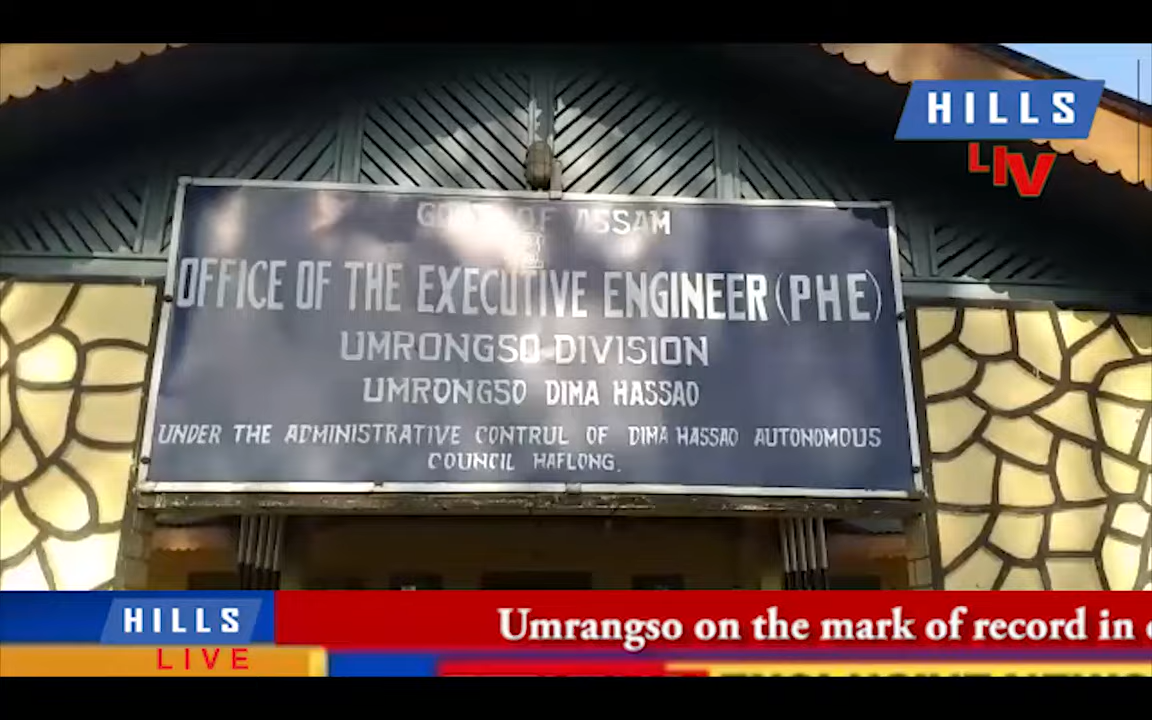 HILLS
LIV
GOVT OF ASSAM
OFFICE OF THE EXECUTIVE ENGINEER (PHE)
UMRONGSO DIVISION
UMRONGSO DIMA HASSAO
UNDER THE ADMINISTRATIVE CONTRUL OF DIMA HASSAO AUTONOMOUS
COUNCIL HAFLONG.
HILLS
LIVE
Umrangso on the mark of record in